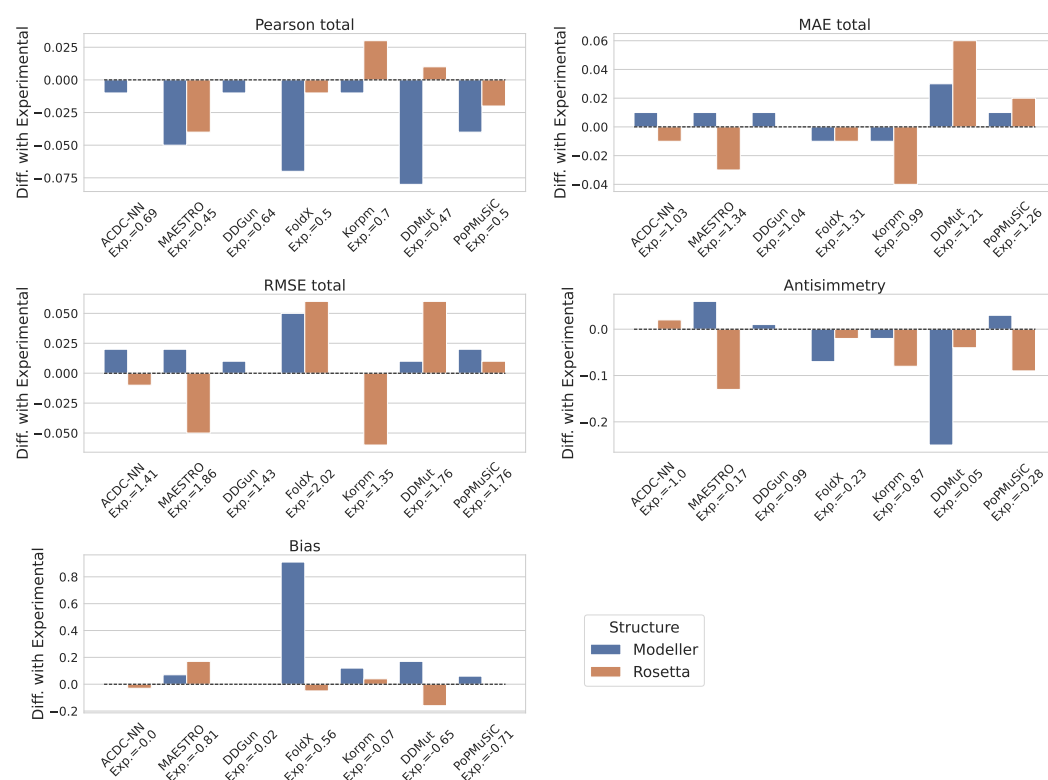 Pearson total
Diff. with Experimental
0.025
0.000
−0.025
−0.050
−0.075
ACDC-NN
Exp.=0.69
MAESTRO
Exp.=0.45
DDGun
Exp.=0.64
FoldX
Exp.=0.5
Korpm
Exp.=0.7
DDMut
Exp.=0.47
PoPMuSiC
Exp.=0.5
MAE total
Diff. with Experimental
0.06
0.04
0.02
0.00
−0.02
−0.04
ACDC-NN
Exp.=1.03
MAESTRO
Exp.=1.34
DDGun
Exp.=1.04
FoldX
Exp.=1.31
Korpm
Exp.=0.99
DDMut
Exp.=1.21
PoPMuSiC
Exp.=1.26
RMSE total
Diff. with Experimental
0.050
0.025
0.000
−0.025
−0.050
ACDC-NN
Exp.=1.41
MAESTRO
Exp.=1.86
DDGun
Exp.=1.43
FoldX
Exp.=2.02
Korpm
Exp.=1.35
DDMut
Exp.=1.76
PoPMuSiC
Exp.=1.76
Antisimmetry
Diff. with Experimental
0.0
−0.1
−0.2
ACDC-NN
Exp.=-1.0
MAESTRO
Exp.=-0.17
DDGun
Exp.=-0.99
FoldX
Exp.=-0.23
Korpm
Exp.=-0.87
DDMut
Exp.=0.05
PoPMuSiC
Exp.=-0.28
Bias
Diff. with Experimental
0.8
0.6
0.4
0.2
0.0
−0.2
ACDC-NN
Exp.=-0.0
MAESTRO
Exp.=-0.81
DDGun
Exp.=-0.02
FoldX
Exp.=-0.56
Korpm
Exp.=-0.07
DDMut
Exp.=-0.65
PoPMuSiC
Exp.=-0.71
Structure
Modeller
Rosetta